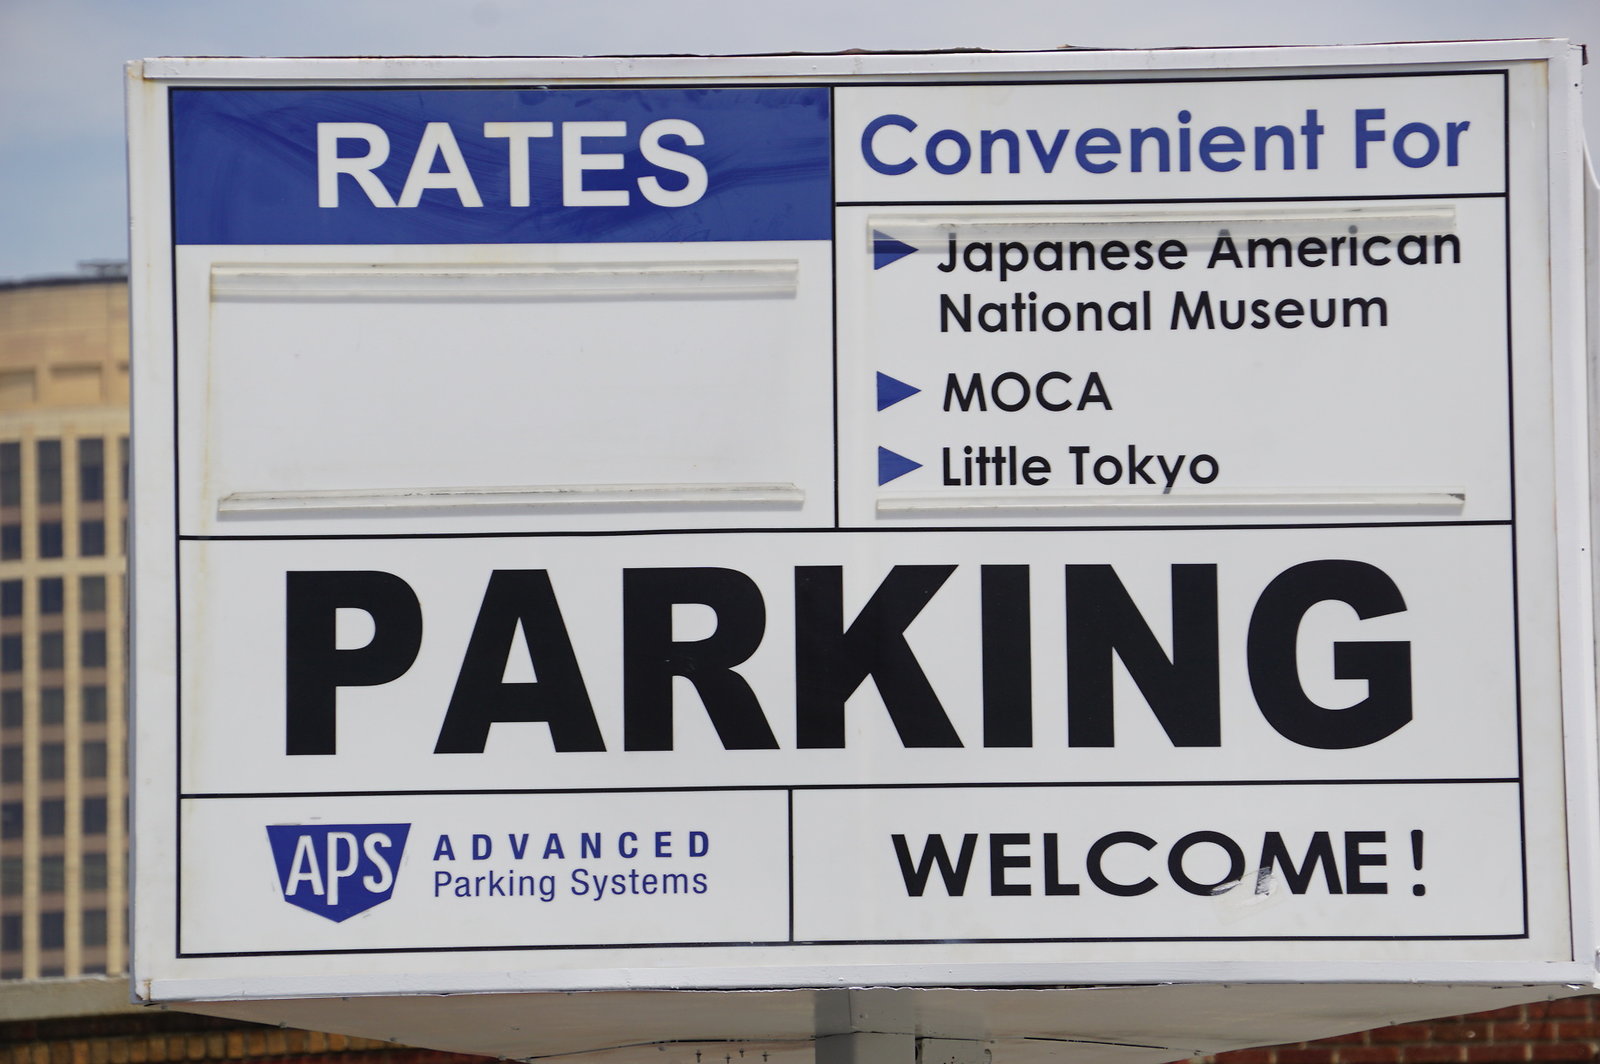 RATES
Convenient For
Japanese American
National Museum
MOCA
Little Tokyo
PARKING
APS
ADVANCED
Parking Systems
WELCOME!